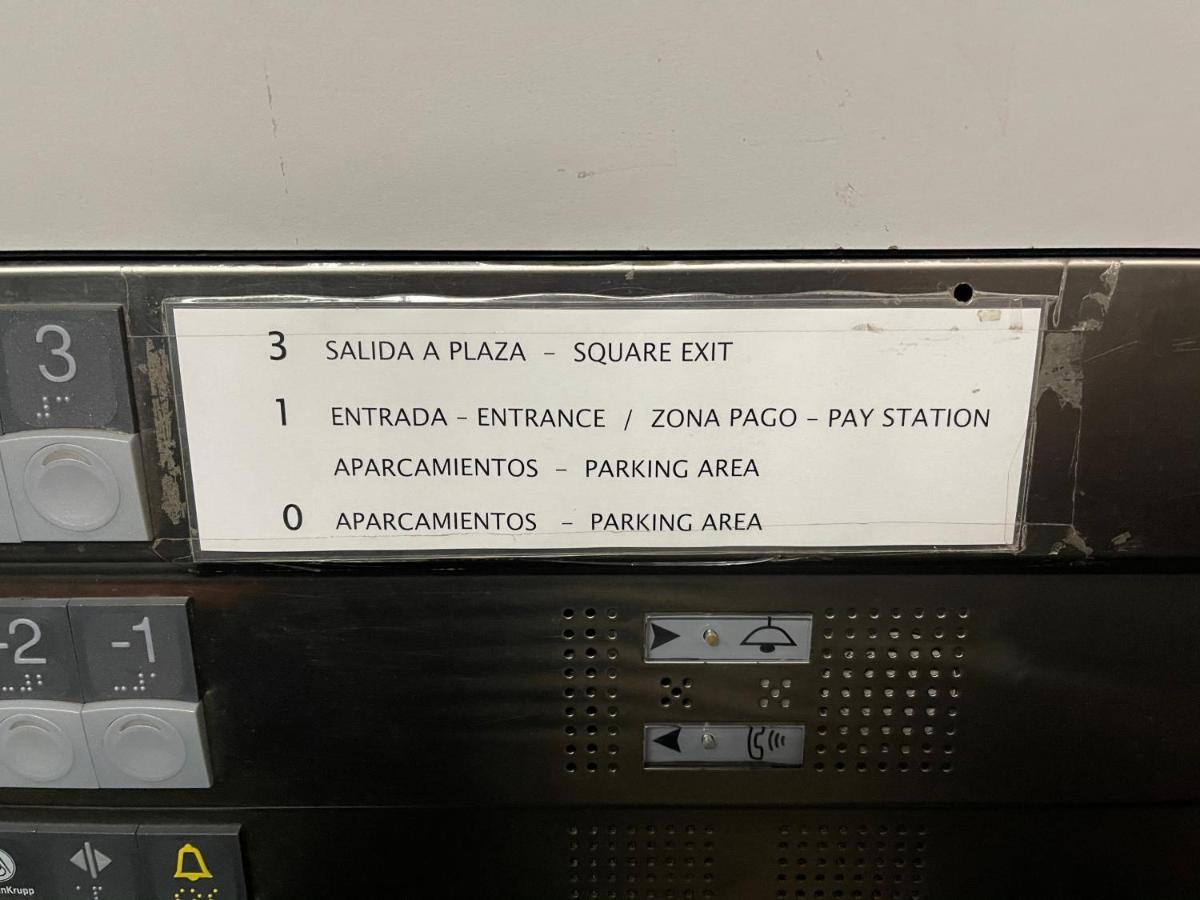 3 SALIDA A PLAZA – SQUARE EXIT
1 ENTRADA – ENTRANCE / ZONA PAGO – PAY STATION
APARCAMIENTOS – PARKING AREA
0 APARCAMIENTOS – PARKING AREA
3
-2 -1
nKrupp